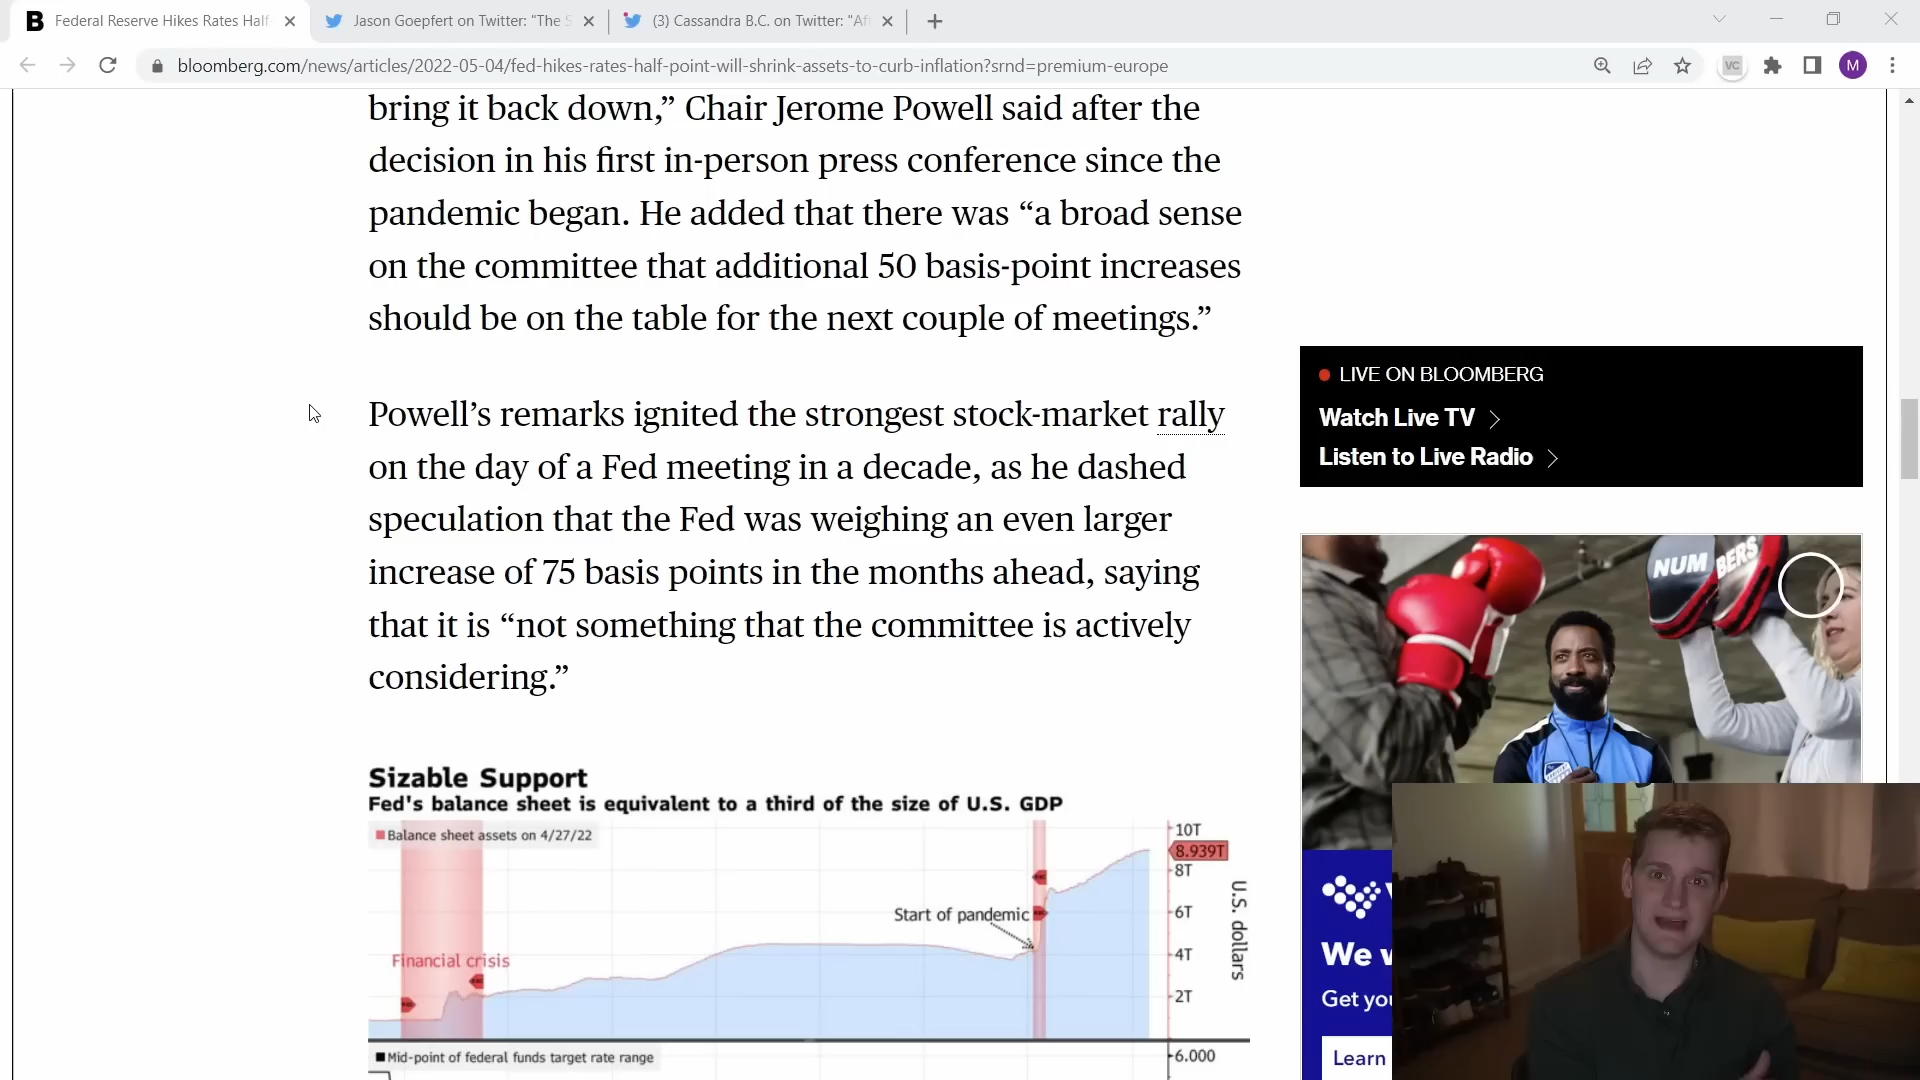 B Federal Reserve Hikes Rates Half
Jason Goepfert on Twitter: "The S
(3) Cassandra B.C. on Twitter: "Af
bloomberg.com/news/articles/2022-05-04/fed-hikes-rates-half-point-will-shrink-assets-to-curb-inflation?srnd=premium-europe
VC
M
bring it back down,” Chair Jerome Powell said after the
decision in his first in-person press conference since the
pandemic began. He added that there was “a broad sense
on the committee that additional 50 basis-point increases
should be on the table for the next couple of meetings.”
Powell’s remarks ignited the strongest stock-market rally
on the day of a Fed meeting in a decade, as he dashed
speculation that the Fed was weighing an even larger
increase of 75 basis points in the months ahead, saying
that it is “not something that the committee is actively
considering.”
Sizable Support
Fed's balance sheet is equivalent to a third of the size of U.S. GDP
Balance sheet assets on 4/27/22
10T
8.939T
8T
6T
4T
2T
U.S. dollars
Start of pandemic
Financial crisis
Mid-point of federal funds target rate range
6.000
LIVE ON BLOOMBERG
Watch Live TV
Listen to Live Radio
NUM BERS
We
Get you
Learn